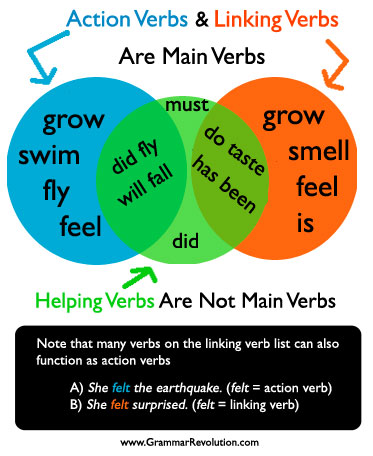 Action Verbs & Linking Verbs
Are Main Verbs
grow
swim
fly
feel
did fly
will fall
must
did
do taste
has been
grow
smell
feel
is
Helping Verbs Are Not Main Verbs
Note that many verbs on the linking verb list can also
function as action verbs
A) She felt the earthquake. (felt = action verb)
B) She felt surprised. (felt = linking verb)
www.GrammarRevolution.com